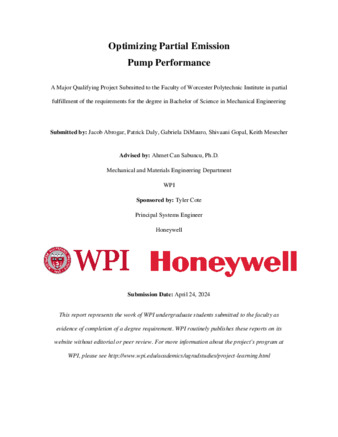 Optimizing Partial Emission
Pump Performance
A Major Qualifying Project Submitted to the Faculty of Worcester Polytechnic Institute in partial
fulfillment of the requirements for the degree in Bachelor of Science in Mechanical Engineering
Submitted by: Jacob Abrogar, Patrick Daly, Gabriela DiMauro, Shivaani Gopal, Keith Mesecher
Advised by: Ahmet Can Sabuncu, Ph.D.
Mechanical and Materials Engineering Department
WPI
Sponsored by: Tyler Cote
Principal Systems Engineer
Honeywell
WPI Honeywell
Submission Date: April 24, 2024
This report represents the work of WPI undergraduate students submitted to the faculty as
evidence of completion of a degree requirement. WPI routinely publishes these reports on its
website without editorial or peer review. For more information about the project's program at
WPI, please see http://www.wpi.edu/academics/ugradstudies/project-learning.html